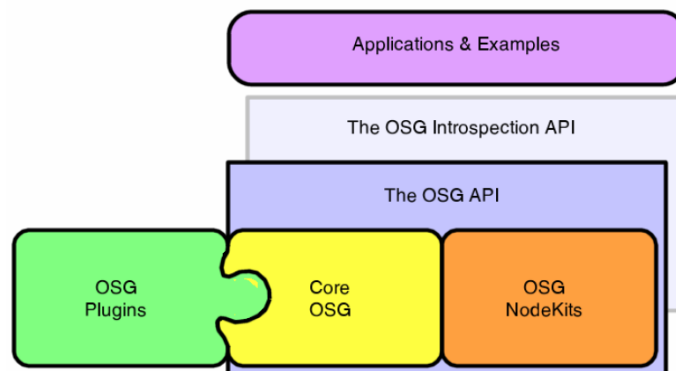 Applications & Examples
The OSG Introspection API
The OSG API
OSG
Plugins
Core
OSG
OSG
NodeKits